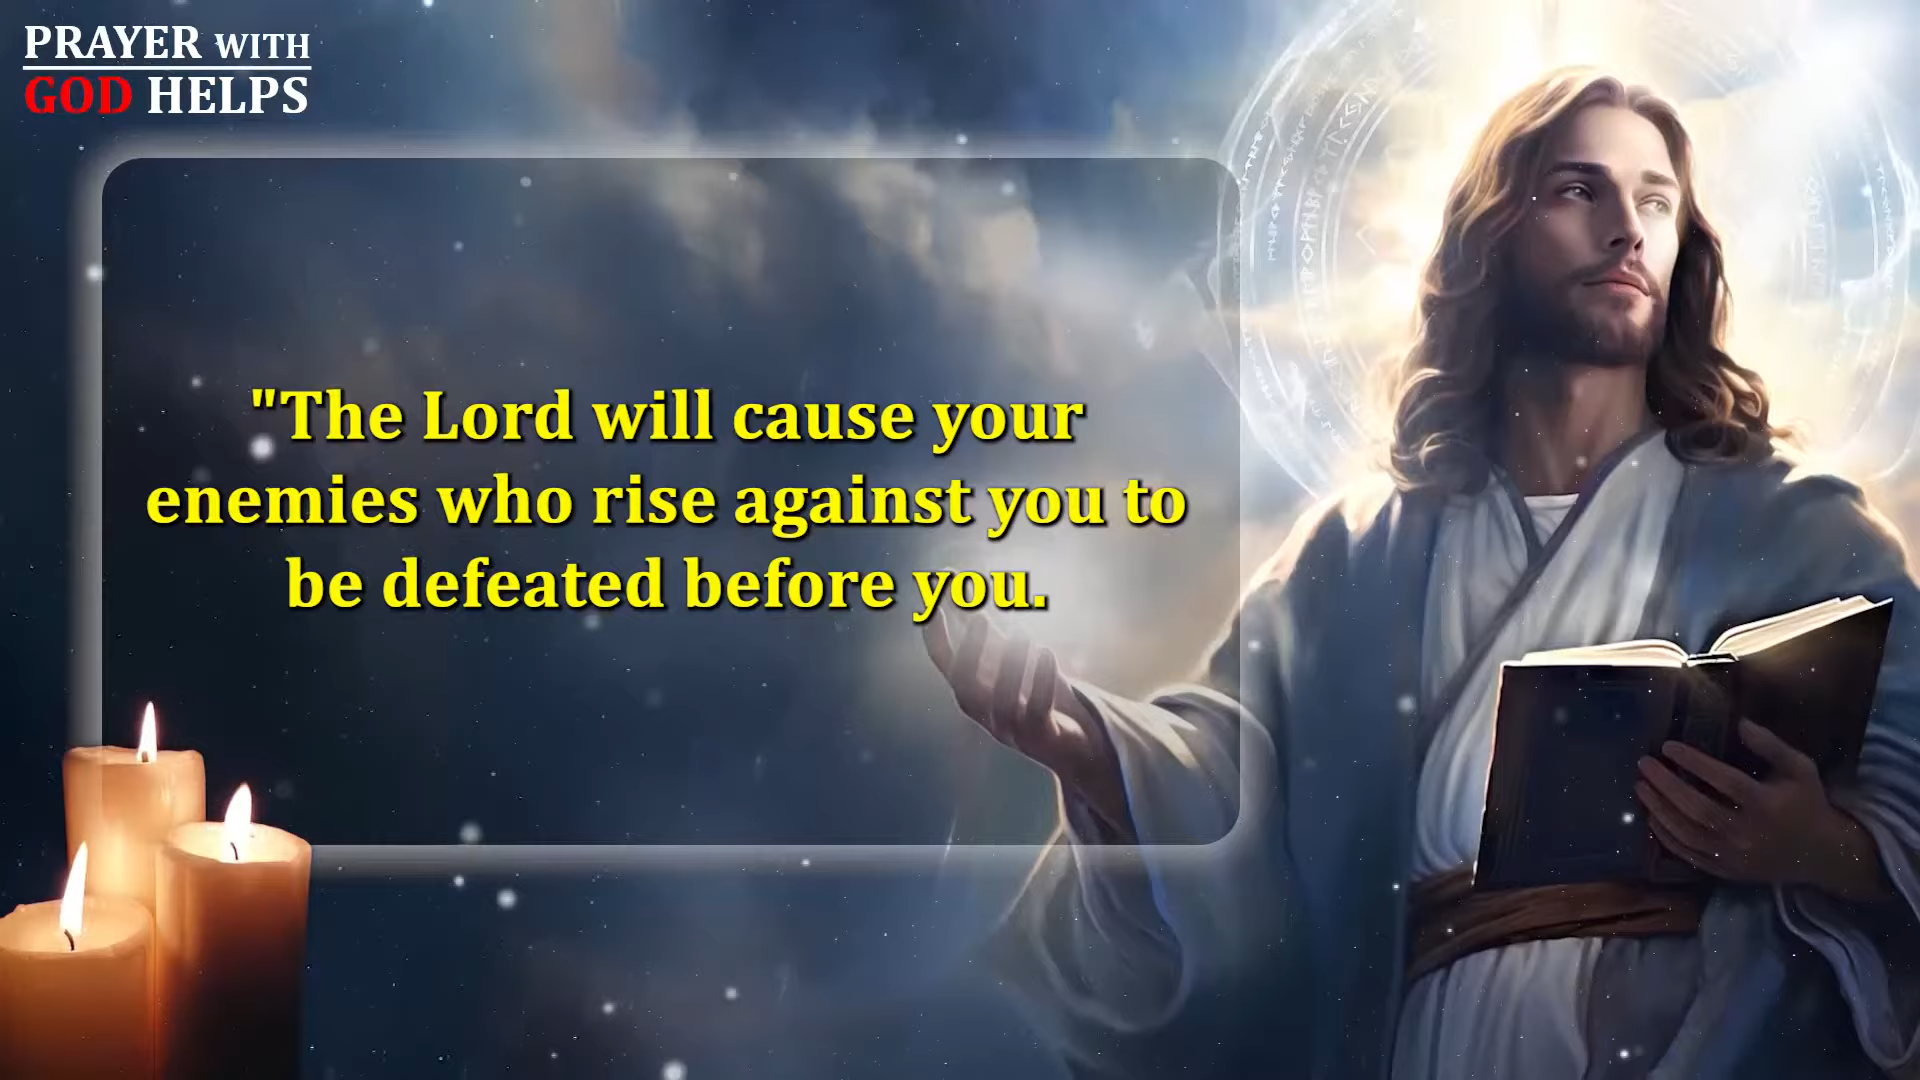 PRAYER WITH
GOD HELPS
"The Lord will cause your
enemies who rise against you to
be defeated before you.